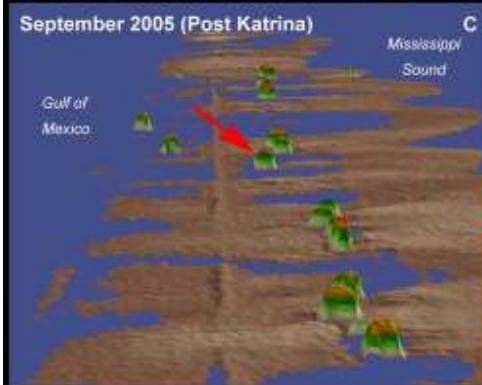 September 2005 (Post Katrina)
C
Mississippi
Sound
Gulf of
Mexico